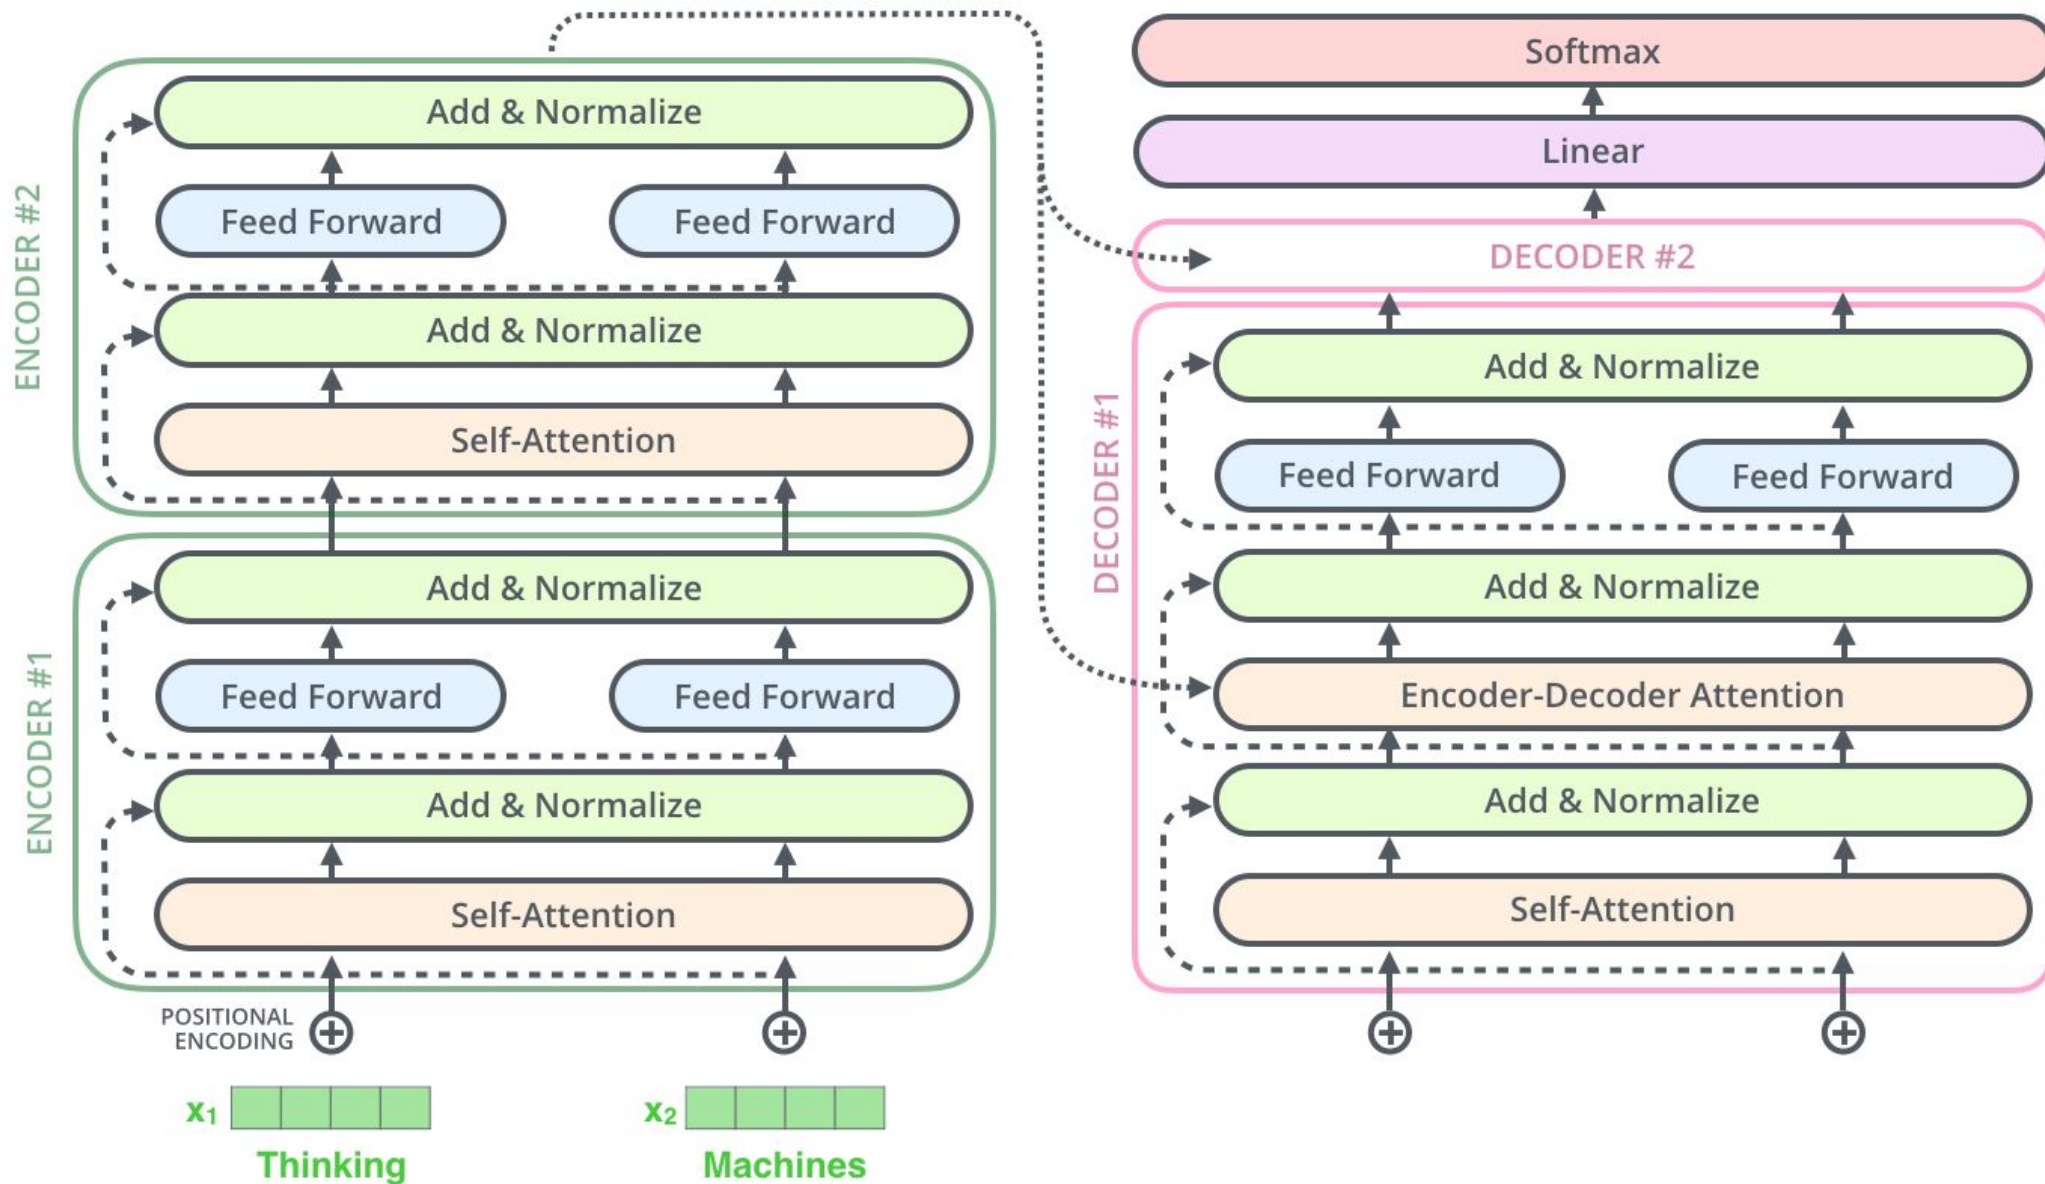 ENCODER #2
Add & Normalize
Feed Forward
Feed Forward
Add & Normalize
Self-Attention
ENCODER #1
Add & Normalize
Feed Forward
Feed Forward
Add & Normalize
Self-Attention
POSITIONAL
ENCODING
x₁
x₂
Thinking
Machines
Softmax
Linear
DECODER #2
DECODER #1
Add & Normalize
Feed Forward
Feed Forward
Add & Normalize
Encoder-Decoder Attention
Add & Normalize
Self-Attention